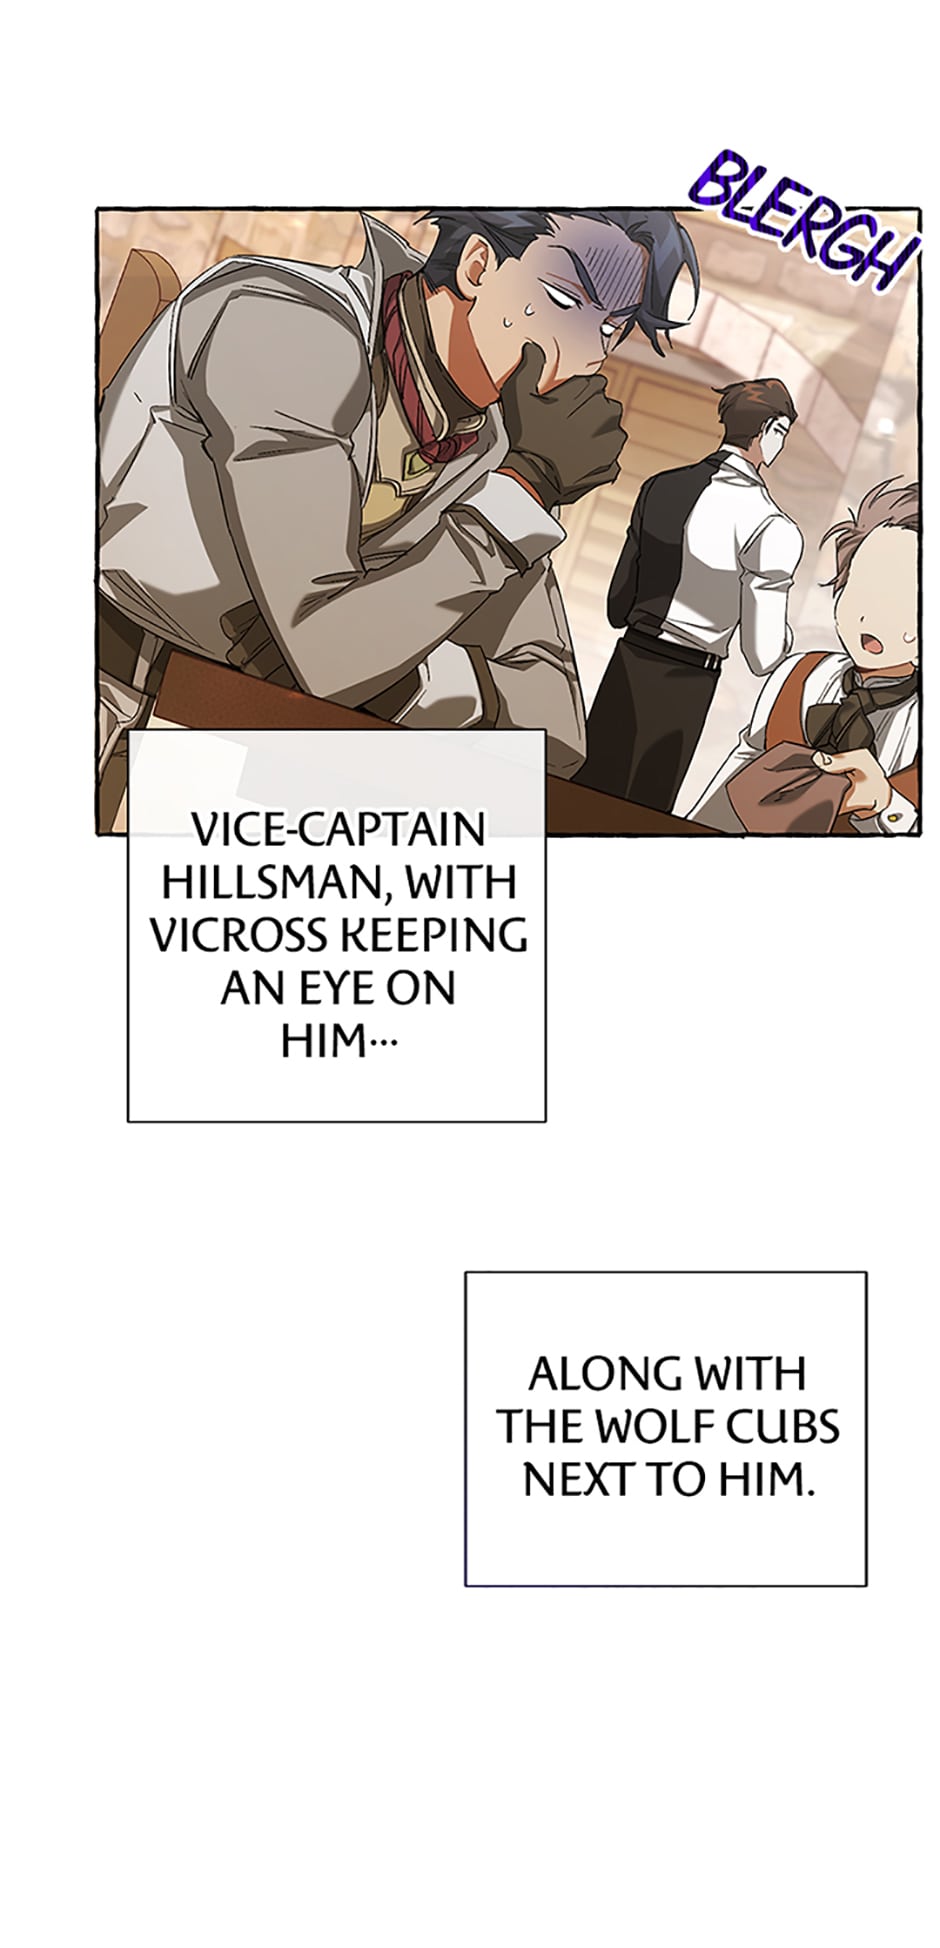 BLERGH
VICE-CAPTAIN
HILLSMAN, WITH
VICROSS KEEPING
AN EYE ON
HIM···
ALONG WITH
THE WOLF CUBS
NEXT TO HIM.